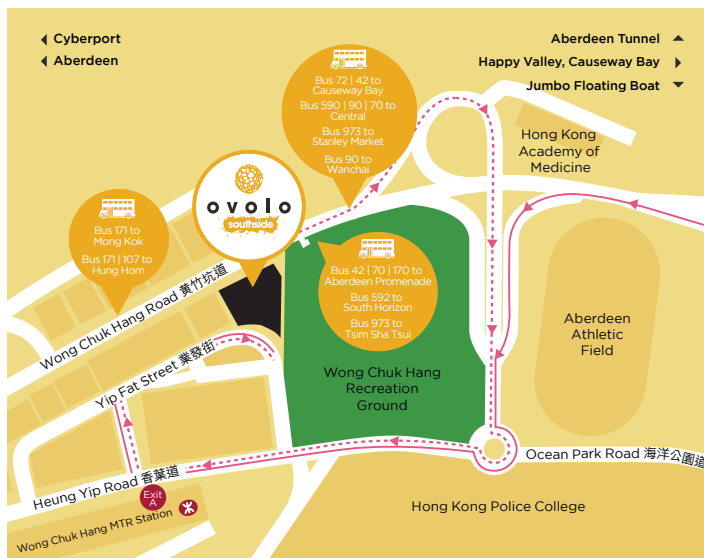 Cyberport
Aberdeen
Aberdeen Tunnel
Happy Valley, Causeway Bay
Jumbo Floating Boat
Bus 72 | 42 to
Causeway Bay
Bus 590 | 90 | 70 to
Central
Bus 973 to
Stanley Market
Bus 90 to
Wanchai
Hong Kong
Academy of
Medicine
ovolo
southside
Bus 171 to
Mong Kok
Bus 171 | 107 to
Hung Hom
Bus 42 | 70 | 170 to
Aberdeen Promenade
Bus 592 to
South Horizon
Bus 973 to
Tsim Sha Tsui
Wong Chuk Hang Road 黄竹坑道
Aberdeen
Athletic
Field
Yip Fat Street 業發街
Wong Chuk Hang
Recreation
Ground
Ocean Park Road 海洋公園道
Heung Yip Road 香葉道
Exit
A
Wong Chuk Hang MTR Station
Hong Kong Police College